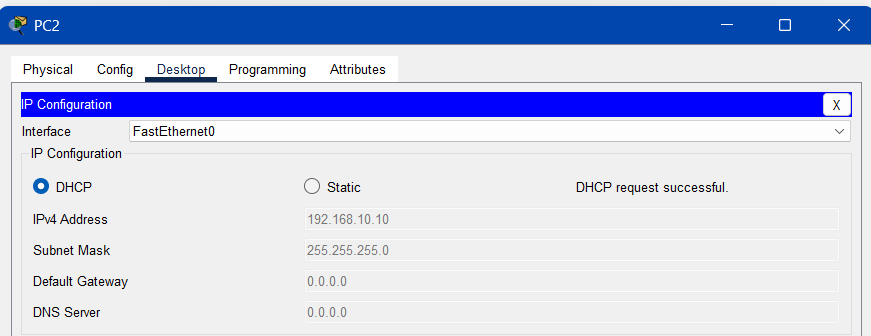 PC2
Physical Config Desktop Programming Attributes
IP Configuration X
Interface FastEthernet0
IP Configuration
DHCP Static DHCP request successful.
IPv4 Address 192.168.10.10
Subnet Mask 255.255.255.0
Default Gateway 0.0.0.0
DNS Server 0.0.0.0